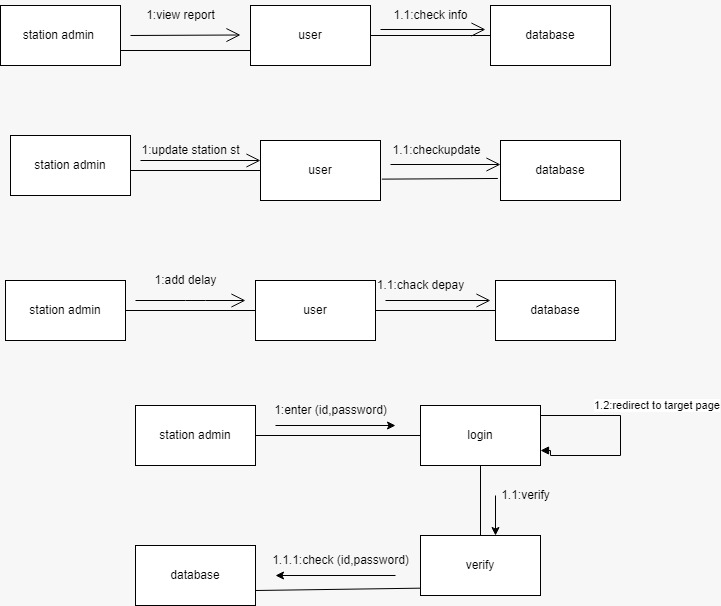 1:view report
1.1:check info
station admin
user
database
1:update station st
1.1:checkupdate
station admin
user
database
1:add delay
1.1:chack depay
station admin
user
database
1.2:redirect to target page
1:enter (id,password)
station admin
login
1.1:verify
1.1.1:check (id,password)
database
verify